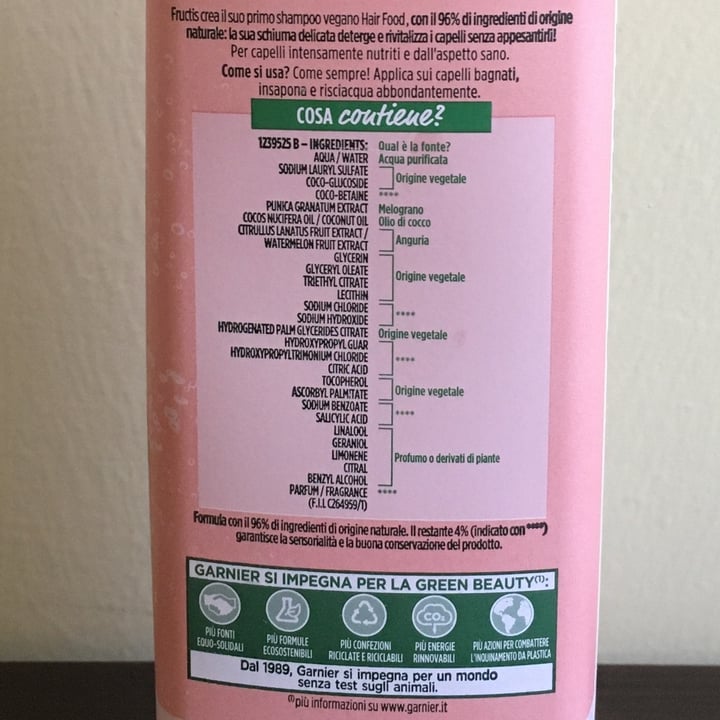 Fructis crea il suo primo shampoo vegano Hair Food, con il 96% di ingredienti di origine
naturale: la sua schiuma delicata deterge e rivitalizza i capelli senza appesantirli!
Per capelli intensamente nutriti e dall'aspetto sano.
Come si usa? Come sempre! Applica sui capelli bagnati,
insapona e risciacqua abbondantemente.
COSA contiene?
1239525 B – INGREDIENTS: Qual è la fonte?
AQUA / WATER Acqua purificata
SODIUM LAURYL SULFATE
COCO-GLUCOSIDE Origine vegetale
COCO-BETAINE ****
PUNICA GRANATUM EXTRACT Melograno
COCOS NUCIFERA OIL / COCONUT OIL Olio di cocco
CITRULLUS LANATUS FRUIT EXTRACT /
WATERMELON FRUIT EXTRACT Anguria
GLYCERIN
GLYCERYL OLEATE Origine vegetale
TRIETHYL CITRATE
LECITHIN
SODIUM CHLORIDE ****
SODIUM HYDROXIDE
HYDROGENATED PALM GLYCERIDES CITRATE Origine vegetale
HYDROXYPROPYL GUAR
HYDROXYPROPYLTRIMONIUM CHLORIDE ****
CITRIC ACID
TOCOPHEROL Origine vegetale
ASCORBYL PALMITATE
SODIUM BENZOATE ****
SALICYLIC ACID
LINALOOL
GERANIOL
LIMONENE Profumo o derivati di piante
CITRAL
BENZYL ALCOHOL
PARFUM / FRAGRANCE ****
(F.I.L C264959/1)
Formula con il 96% di ingredienti di origine naturale. Il restante 4% (indicato con ****)
garantisce la sensorialità e la buona conservazione del prodotto.
GARNIER SI IMPEGNA PER LA GREEN BEAUTY(1):
CO₂
PIÙ FONTI EQUO-SOLIDALI
PIÙ FORMULE ECOSOSTENIBILI
PIÙ CONFEZIONI RICICLATE E RICICLABILI
PIÙ ENERGIE RINNOVABILI
PIÙ AZIONI PER COMBATTERE L'INQUINAMENTO DA PLASTICA
Dal 1989, Garnier si impegna per un mondo
senza test sugli animali.
(1)più informazioni su www.garnier.it